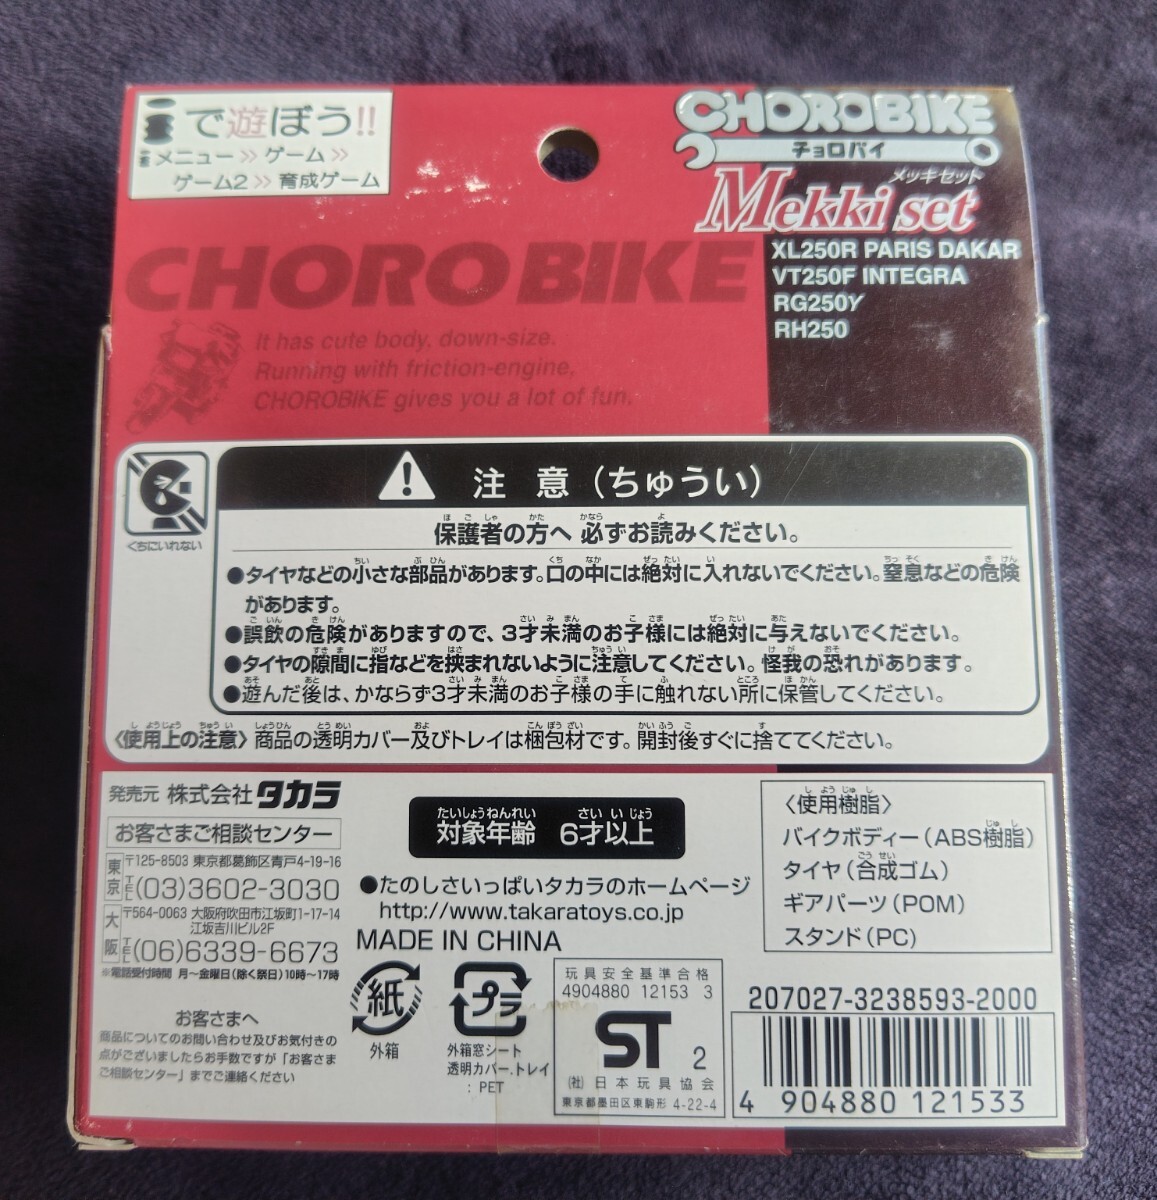 で遊ぼう!!
メニュー≫ゲーム≫
ゲーム2≫育成ゲーム
CHOROBIKE
チョロバイ
メッキセット
Mekki set
XL250R PARIS DAKAR
VT250F INTEGRA
RG250γ
RH250
CHOROBIKE
It has cute body, down-size.
Running with friction-engine,
CHOROBIKE gives you a lot of fun.
くちにいれない
注意(ちゅうい)
保護者の方へ 必ずお読みください。
●タイヤなどの小さな部品があります。口の中には絶対に入れないでください。窒息などの危険
があります。
●誤飲の危険がありますので、3才未満のお子様には絶対に与えないでください。
●タイヤの隙間に指などを挟まれないように注意してください。怪我の恐れがあります。
●遊んだ後は、かならず3才未満のお子様の手に触れない所に保管してください。
〈使用上の注意〉商品の透明カバー及びトレイは梱包材です。開封後すぐに捨ててください。
発売元 株式会社タカラ
お客さまご相談センター
東京 〒125-8503 東京都葛飾区青戸4-19-16
TEL(03)3602-3030
大阪 〒564-0063 大阪府吹田市江坂町1-17-14
江坂吉川ビル2F
TEL(06)6339-6673
※電話受付時間 月〜金曜日(除く祭日)10時〜17時
お客さまへ
商品についてのお問い合わせ及びお気付きの
点がございましたらお手数ですが「お客さま
ご相談センター」までご連絡ください
対象年齢 6才以上
●たのしさいっぱいタカラのホームページ
http://www.takaratoys.co.jp
MADE IN CHINA
紙
外箱
プラ
外箱窓シート
透明カバー.トレイ
: PET
玩具安全基準合格
4904880 12153 3
ST 2
(社)日本玩具協会
東京都墨田区東駒形 4-22-4
〈使用樹脂〉
バイクボディー(ABS樹脂)
タイヤ(合成ゴム)
ギアパーツ(POM)
スタンド(PC)
207027-3238593-2000
4 904880 121533